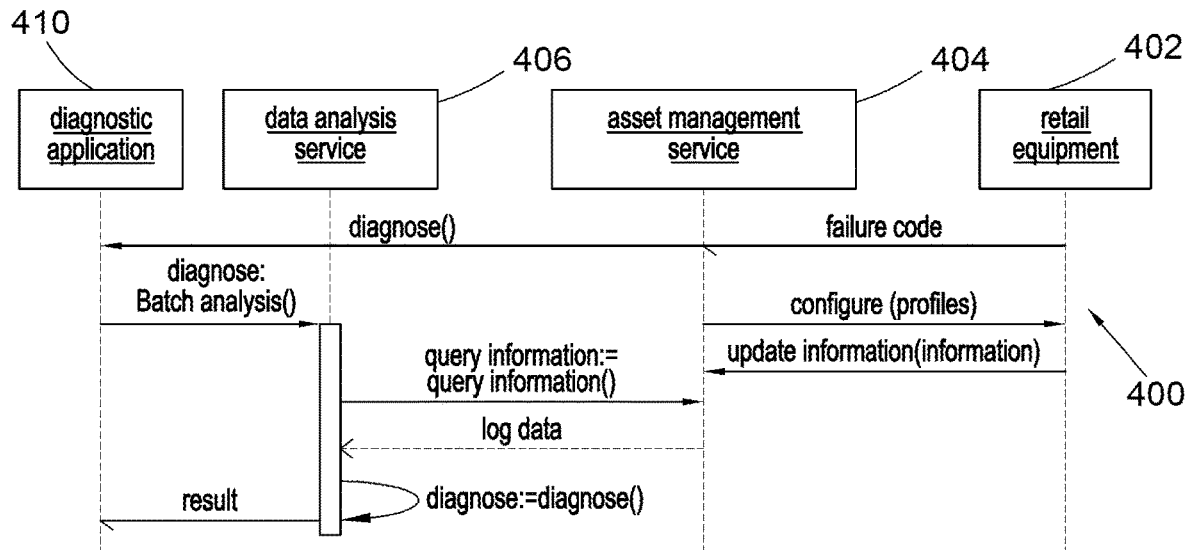 410
406
404
402
diagnostic
application
data analysis
service
asset management
service
retail
equipment
diagnose()
failure code
diagnose:
Batch analysis()
configure (profiles)
update information(information)
400
query information:=
query information()
log data
diagnose:=diagnose()
result